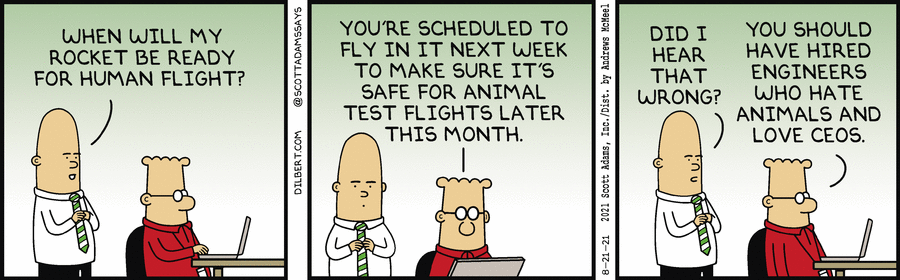 WHEN WILL MY
ROCKET BE READY
FOR HUMAN FLIGHT?
DILBERT.COM @SCOTTADAMSSAYS
YOU'RE SCHEDULED TO
FLY IN IT NEXT WEEK
TO MAKE SURE IT'S
SAFE FOR ANIMAL
TEST FLIGHTS LATER
THIS MONTH.
8-21-21 2021 Scott Adams, Inc./Dist. by Andrews McMeel
DID I
HEAR
THAT
WRONG?
YOU SHOULD
HAVE HIRED
ENGINEERS
WHO HATE
ANIMALS AND
LOVE CEOS.